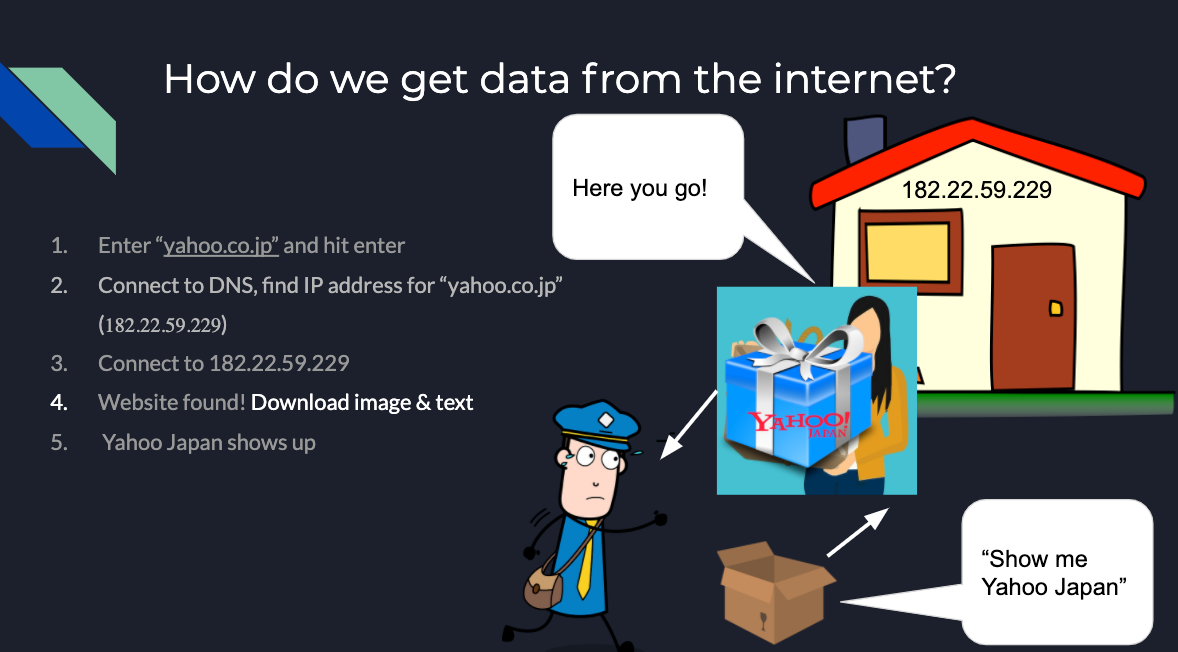 How do we get data from the internet?
Here you go!
182.22.59.229
1. Enter “yahoo.co.jp” and hit enter
2. Connect to DNS, find IP address for “yahoo.co.jp”
(182.22.59.229)
3. Connect to 182.22.59.229
4. Website found! Download image & text
5. Yahoo Japan shows up
YAHOO!
JAPAN
“Show me
Yahoo Japan”